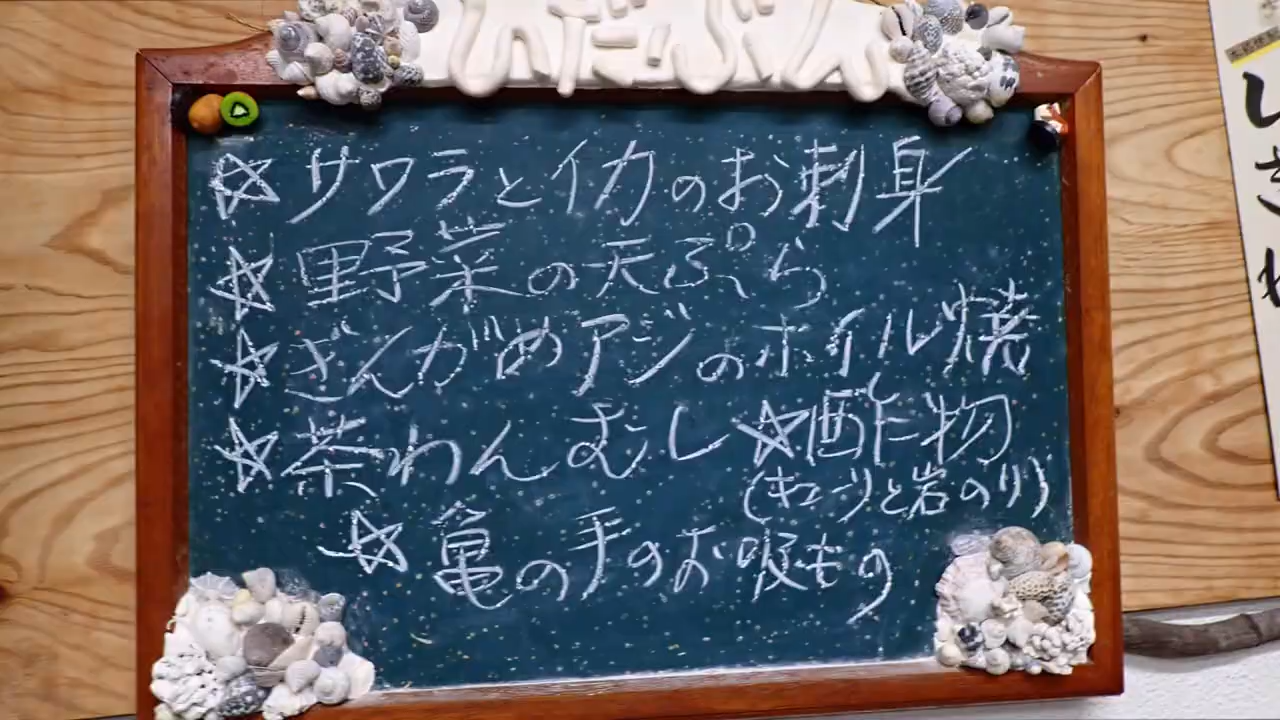 ☆サワラとイカのお刺身
☆野菜の天ぷら
☆ぎんがめアジのホイル焼
☆茶わんむし☆酢物
(キューリと岩のり)
☆亀の手のお吸もの